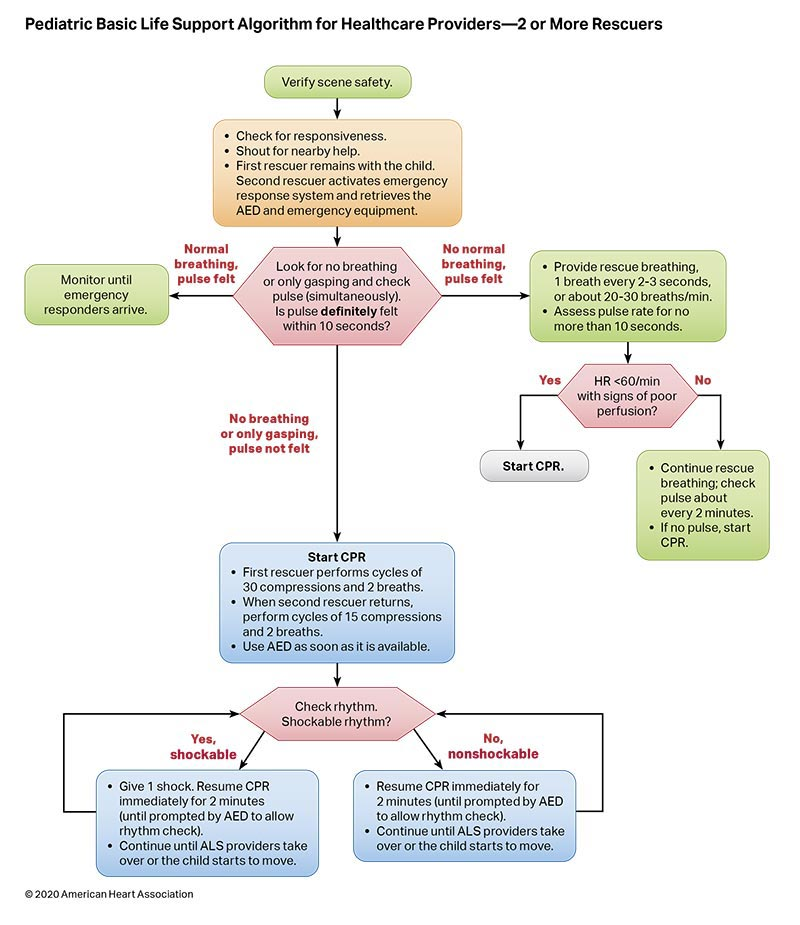 Pediatric Basic Life Support Algorithm for Healthcare Providers—2 or More Rescuers
Verify scene safety.
• Check for responsiveness.
• Shout for nearby help.
• First rescuer remains with the child.
Second rescuer activates emergency
response system and retrieves the
AED and emergency equipment.
Normal
breathing,
pulse felt
No normal
breathing,
pulse felt
Monitor until
emergency
responders arrive.
Look for no breathing
or only gasping and check
pulse (simultaneously).
Is pulse definitely felt
within 10 seconds?
• Provide rescue breathing,
1 breath every 2-3 seconds,
or about 20-30 breaths/min.
• Assess pulse rate for no
more than 10 seconds.
Yes
HR <60/min
with signs of poor
perfusion?
No
No breathing
or only gasping,
pulse not felt
Start CPR.
• Continue rescue
breathing; check
pulse about
every 2 minutes.
• If no pulse, start
CPR.
Start CPR
• First rescuer performs cycles of
30 compressions and 2 breaths.
• When second rescuer returns,
perform cycles of 15 compressions
and 2 breaths.
• Use AED as soon as it is available.
Check rhythm.
Shockable rhythm?
Yes,
shockable
No,
nonshockable
• Give 1 shock. Resume CPR
immediately for 2 minutes
(until prompted by AED to allow
rhythm check).
• Continue until ALS providers take
over or the child starts to move.
• Resume CPR immediately for
2 minutes (until prompted by AED
to allow rhythm check).
• Continue until ALS providers take
over or the child starts to move.
© 2020 American Heart Association